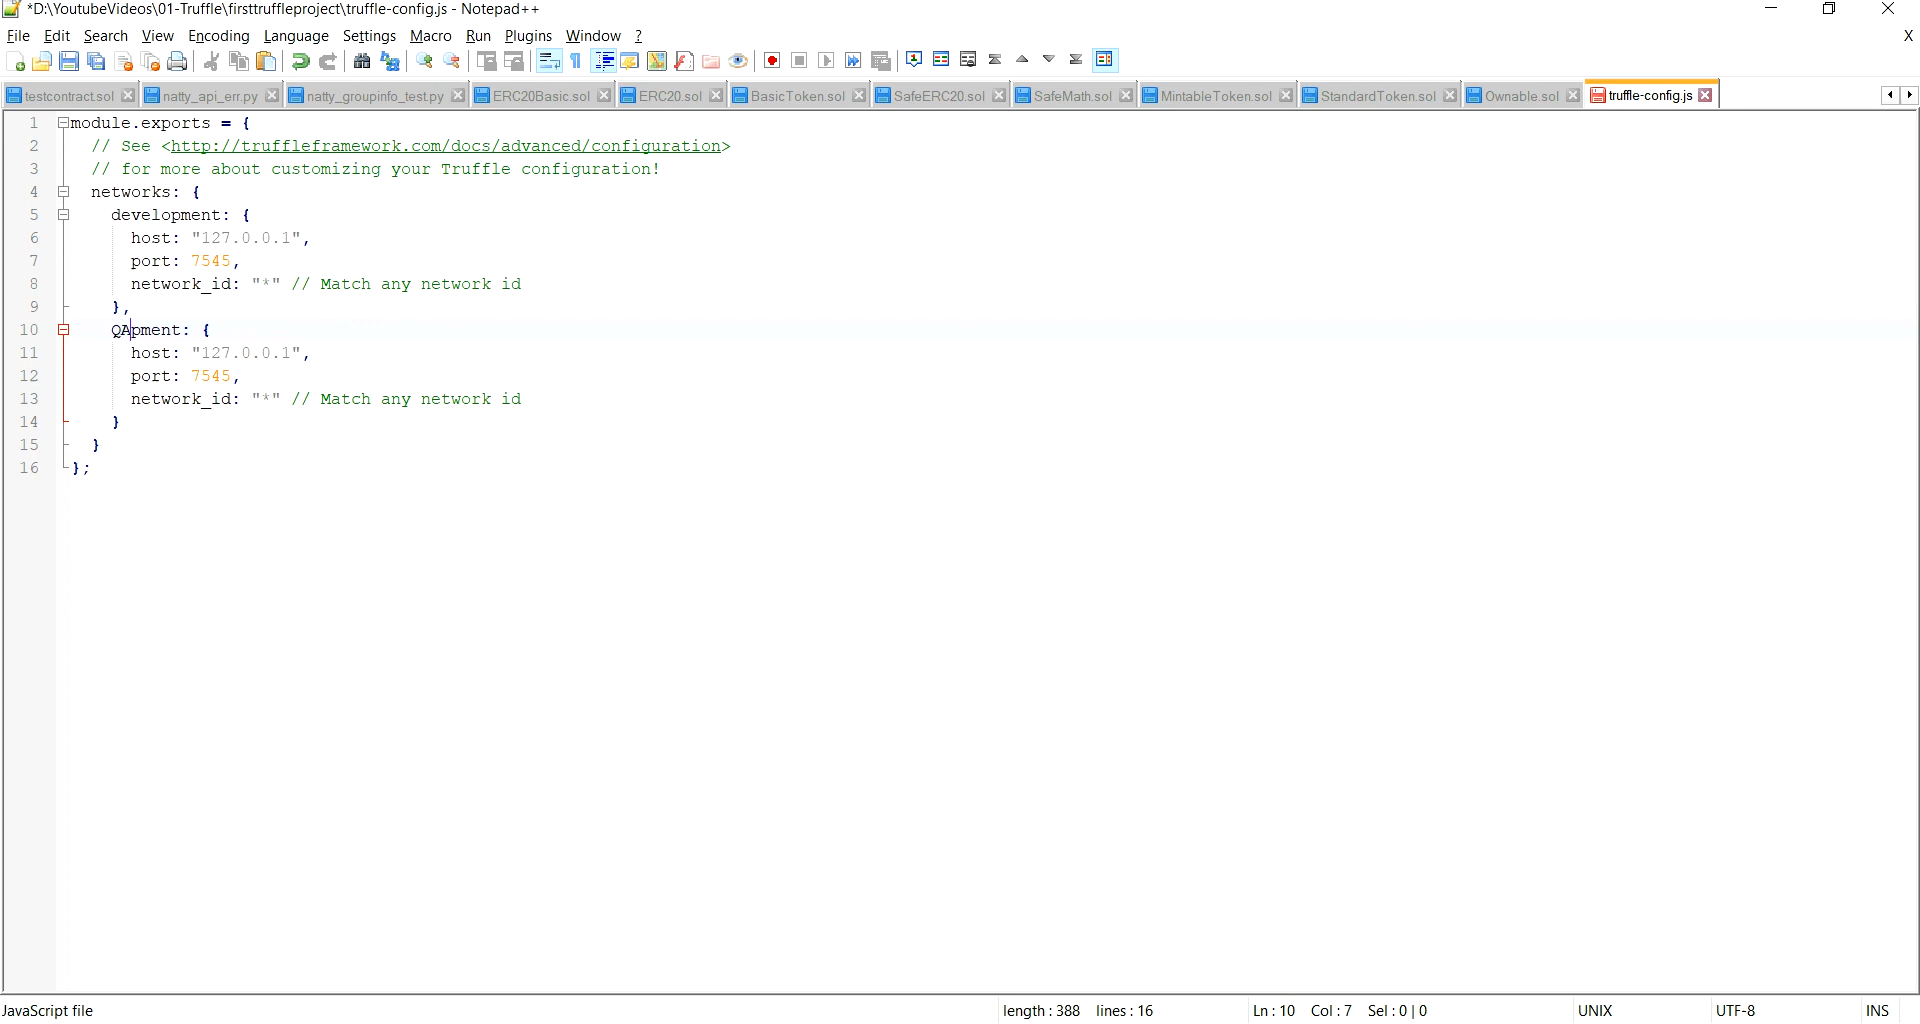 *D:\YoutubeVideos\01-Truffle\firsttruffleproject\truffle-config.js - Notepad++
File Edit Search View Encoding Language Settings Macro Run Plugins Window ? X
testcontract.sol natty_api_err.py natty_groupinfo_test.py ERC20Basic.sol ERC20.sol BasicToken.sol SafeERC20.sol SafeMath.sol MintableToken.sol StandardToken.sol Ownable.sol truffle-config.js
1 module.exports = {
2 // See <http://truffleframework.com/docs/advanced/configuration>
3 // for more about customizing your Truffle configuration!
4 networks: {
5 development: {
6 host: "127.0.0.1",
7 port: 7545,
8 network_id: "*" // Match any network id
9 },
10 QApment: {
11 host: "127.0.0.1",
12 port: 7545,
13 network_id: "*" // Match any network id
14 }
15 }
16 };
JavaScript file length : 388 lines : 16 Ln : 10 Col : 7 Sel : 0 | 0 UNIX UTF-8 INS